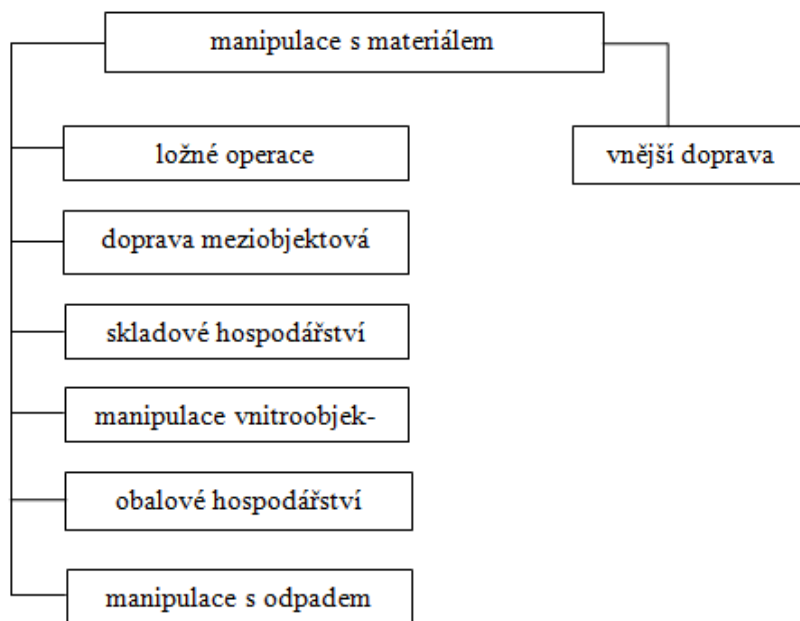 manipulace s materiálem
ložné operace
vnější doprava
doprava meziobjektová
skladové hospodářství
manipulace vnitroobjek-
obalové hospodářství
manipulace s odpadem